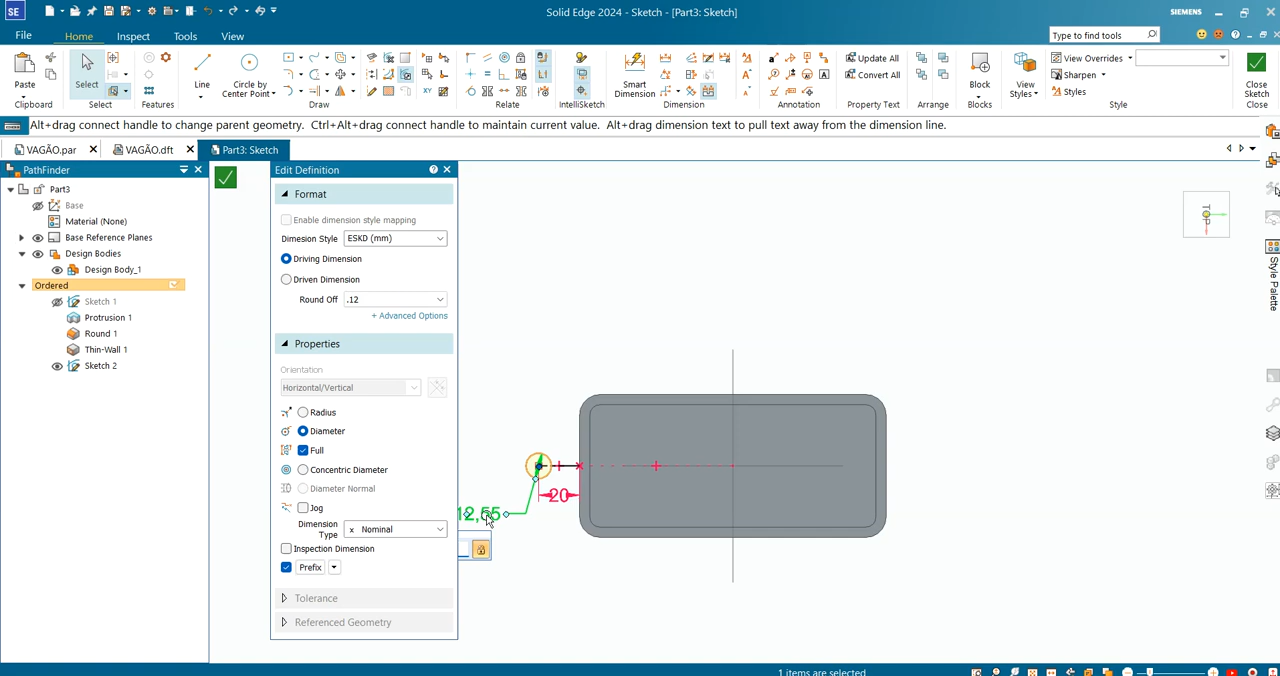 SE
Solid Edge 2024 - Sketch - [Part3: Sketch]
SIEMENS
File Home Inspect Tools View
Type to find tools
Paste
Clipboard
Select
Select
Features
Line
Circle by Center Point
Draw
Relate
IntelliSketch
Smart Dimension
Dimension
Annotation
Update All
Convert All
Property Text
Arrange
Block
Blocks
View Styles
View Overrides
Sharpen
Styles
Style
Close Sketch
Close
Alt+drag connect handle to change parent geometry. Ctrl+Alt+drag connect handle to maintain current value. Alt+drag dimension text to pull text away from the dimension line.
VAGÃO.par
VAGÃO.dft
Part3: Sketch
PathFinder
Part3
Base
Material (None)
Base Reference Planes
Design Bodies
Design Body_1
Ordered
Sketch 1
Protrusion 1
Round 1
Thin-Wall 1
Sketch 2
Edit Definition
Format
Enable dimension style mapping
Dimesion Style ESKD (mm)
Driving Dimension
Driven Dimension
Round Off .12
+ Advanced Options
Properties
Orientation
Horizontal/Vertical
Radius
Diameter
Full
Concentric Diameter
Diameter Normal
Jog
Dimension Type x Nominal
Inspection Dimension
Prefix
Tolerance
Referenced Geometry
20
12,55
TOP
Style Palette
1 items are selected